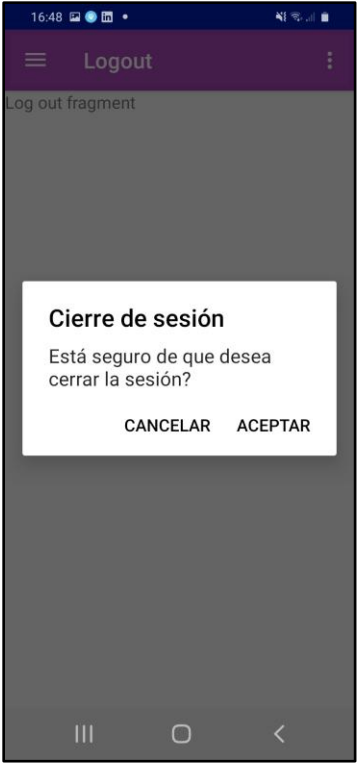 16:48
Logout
Log out fragment
Cierre de sesión
Está seguro de que desea
cerrar la sesión?
CANCELAR ACEPTAR